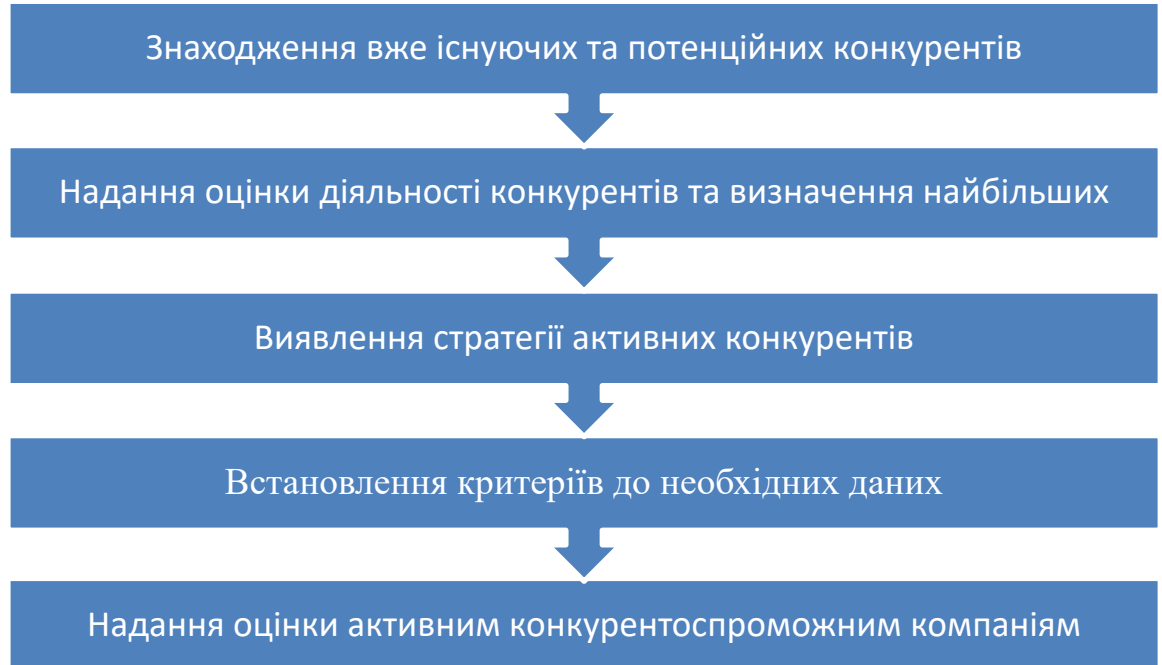 Знаходження вже існуючих та потенційних конкурентів
Надання оцінки діяльності конкурентів та визначення найбільших
Виявлення стратегії активних конкурентів
Встановлення критеріїв до необхідних даних
Надання оцінки активним конкурентоспроможним компаніям